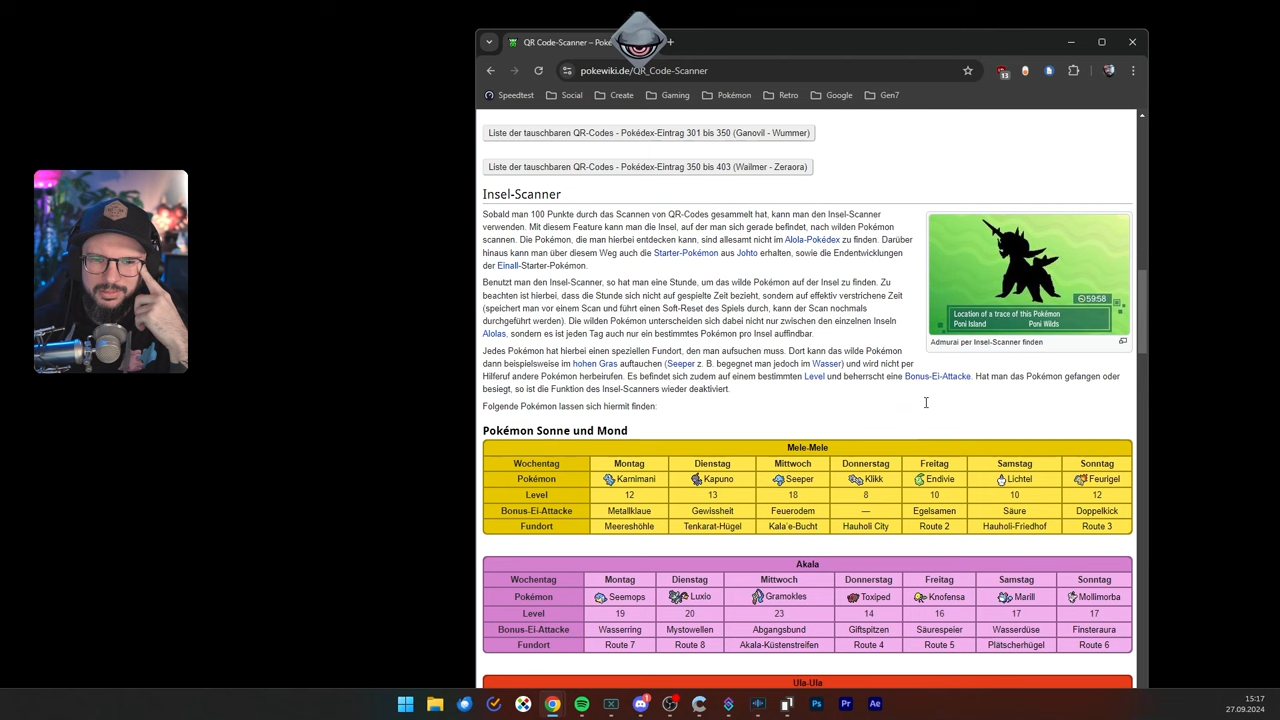 QR Code-Scanner – Poké
pokewiki.de/QR_Code-Scanner
13
Speedtest Social Create Gaming Pokémon Retro Google Gen7
Liste der tauschbaren QR-Codes - Pokédex-Eintrag 301 bis 350 (Ganovil - Wummer)
Liste der tauschbaren QR-Codes - Pokédex-Eintrag 350 bis 403 (Wailmer - Zeraora)
Insel-Scanner
Sobald man 100 Punkte durch das Scannen von QR-Codes gesammelt hat, kann man den Insel-Scanner
verwenden. Mit diesem Feature kann man die Insel, auf der man sich gerade befindet, nach wilden Pokémon
scannen. Die Pokémon, die man hierbei entdecken kann, sind allesamt nicht im Alola-Pokédex zu finden. Darüber
hinaus kann man über diesem Weg auch die Starter-Pokémon aus Johto erhalten, sowie die Endentwicklungen
der Einall-Starter-Pokémon.
Benutzt man den Insel-Scanner, so hat man eine Stunde, um das wilde Pokémon auf der Insel zu finden. Zu
beachten ist hierbei, dass die Stunde sich nicht auf gespielte Zeit bezieht, sondern auf effektiv verstrichene Zeit
(speichert man vor einem Scan und führt einen Soft-Reset des Spiels durch, kann der Scan nochmals
durchgeführt werden). Die wilden Pokémon unterscheiden sich dabei nicht nur zwischen den einzelnen Inseln
Alolas, sondern es ist jeden Tag auch nur ein bestimmtes Pokémon pro Insel auffindbar.
Jedes Pokémon hat hierbei einen speziellen Fundort, den man aufsuchen muss. Dort kann das wilde Pokémon
dann beispielsweise im hohen Gras auftauchen (Seeper z. B. begegnet man jedoch im Wasser) und wird nicht per
Hilferuf andere Pokémon herbeirufen. Es befindet sich zudem auf einem bestimmten Level und beherrscht eine Bonus-Ei-Attacke. Hat man das Pokémon gefangen oder
besiegt, so ist die Funktion des Insel-Scanners wieder deaktiviert.
Folgende Pokémon lassen sich hiermit finden:
59:58
Location of a trace of this Pokémon
Poni Island Poni Wilds
Admurai per Insel-Scanner finden
Pokémon Sonne und Mond
Mele-Mele
Wochentag Montag Dienstag Mittwoch Donnerstag Freitag Samstag Sonntag
Pokémon Karnimani Kapuno Seeper Klikk Endivie Lichtel Feurigel
Level 12 13 18 8 10 10 12
Bonus-Ei-Attacke Metallklaue Gewissheit Feuerodem — Egelsamen Säure Doppelkick
Fundort Meereshöhle Tenkarat-Hügel Kala'e-Bucht Hauholi City Route 2 Hauholi-Friedhof Route 3
Akala
Wochentag Montag Dienstag Mittwoch Donnerstag Freitag Samstag Sonntag
Pokémon Seemops Luxio Gramokles Toxiped Knofensa Marill Mollimorba
Level 19 20 23 14 16 17 17
Bonus-Ei-Attacke Wasserring Mystowellen Abgangsbund Giftspitzen Säurespeier Wasserdüse Finsteraura
Fundort Route 7 Route 8 Akala-Küstenstreifen Route 4 Route 5 Plätscherhügel Route 6
Ula-Ula
1
Ps Pr Ae
15:17
27.09.2024